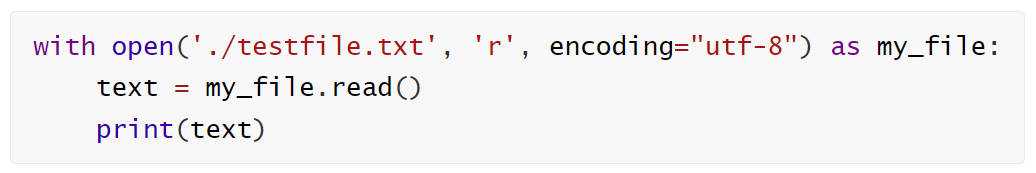 with open('./testfile.txt', 'r', encoding="utf-8") as my_file:
    text = my_file.read()
    print(text)